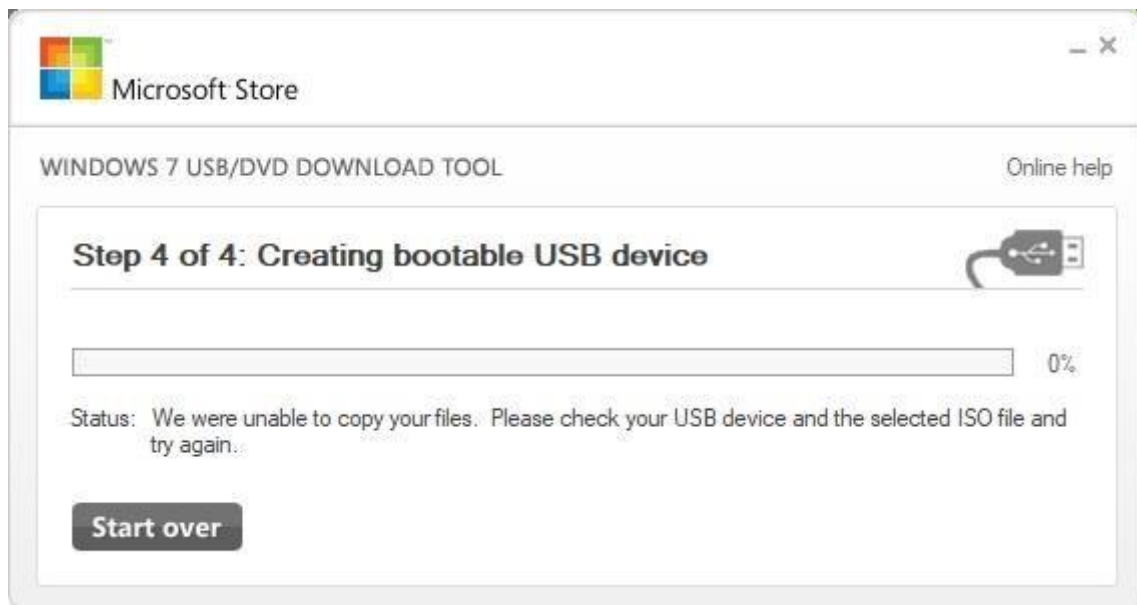 Microsoft Store
WINDOWS 7 USB/DVD DOWNLOAD TOOL
Online help
Step 4 of 4: Creating bootable USB device
0%
Status: We were unable to copy your files. Please check your USB device and the selected ISO file and
try again.
Start over